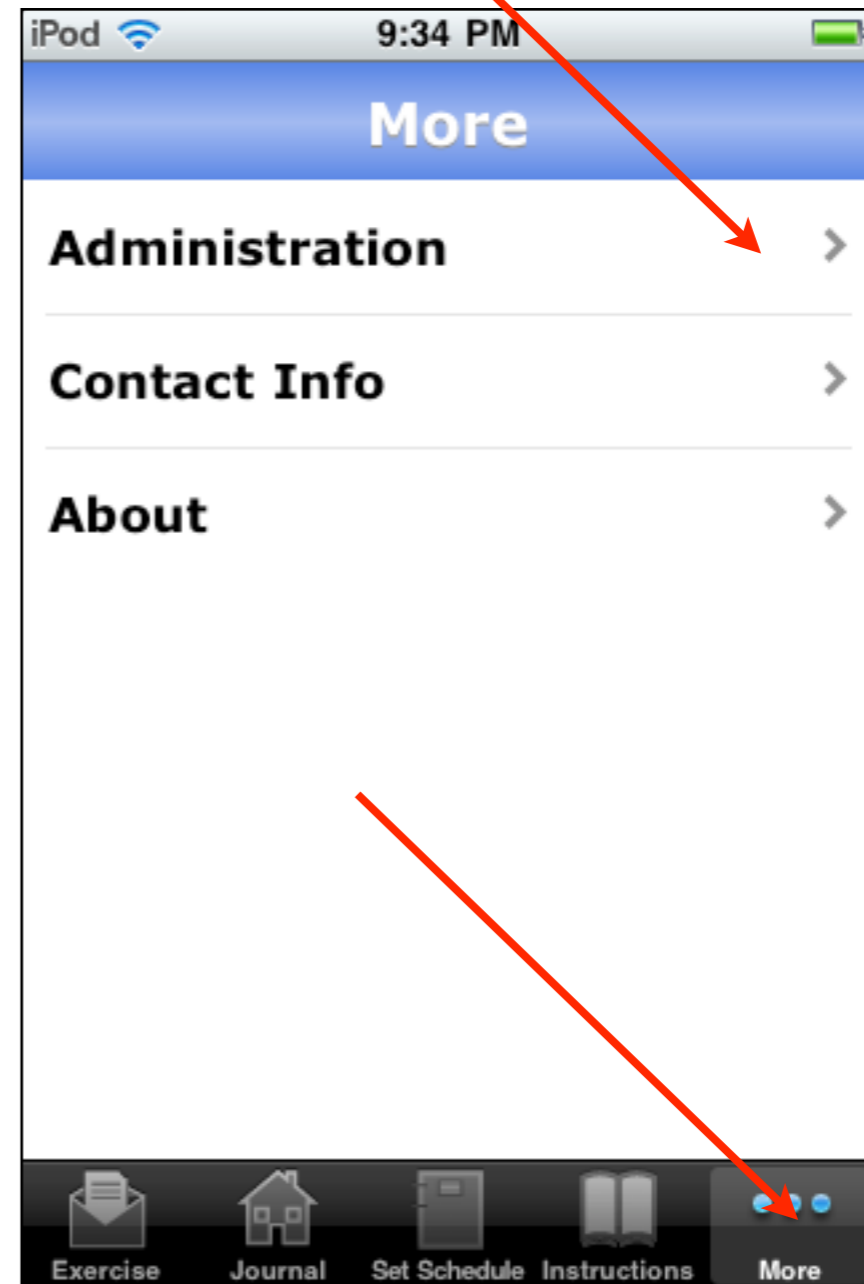 iPod 9:34 PM
More
Administration
Contact Info
About
Exercise Journal Set Schedule Instructions More